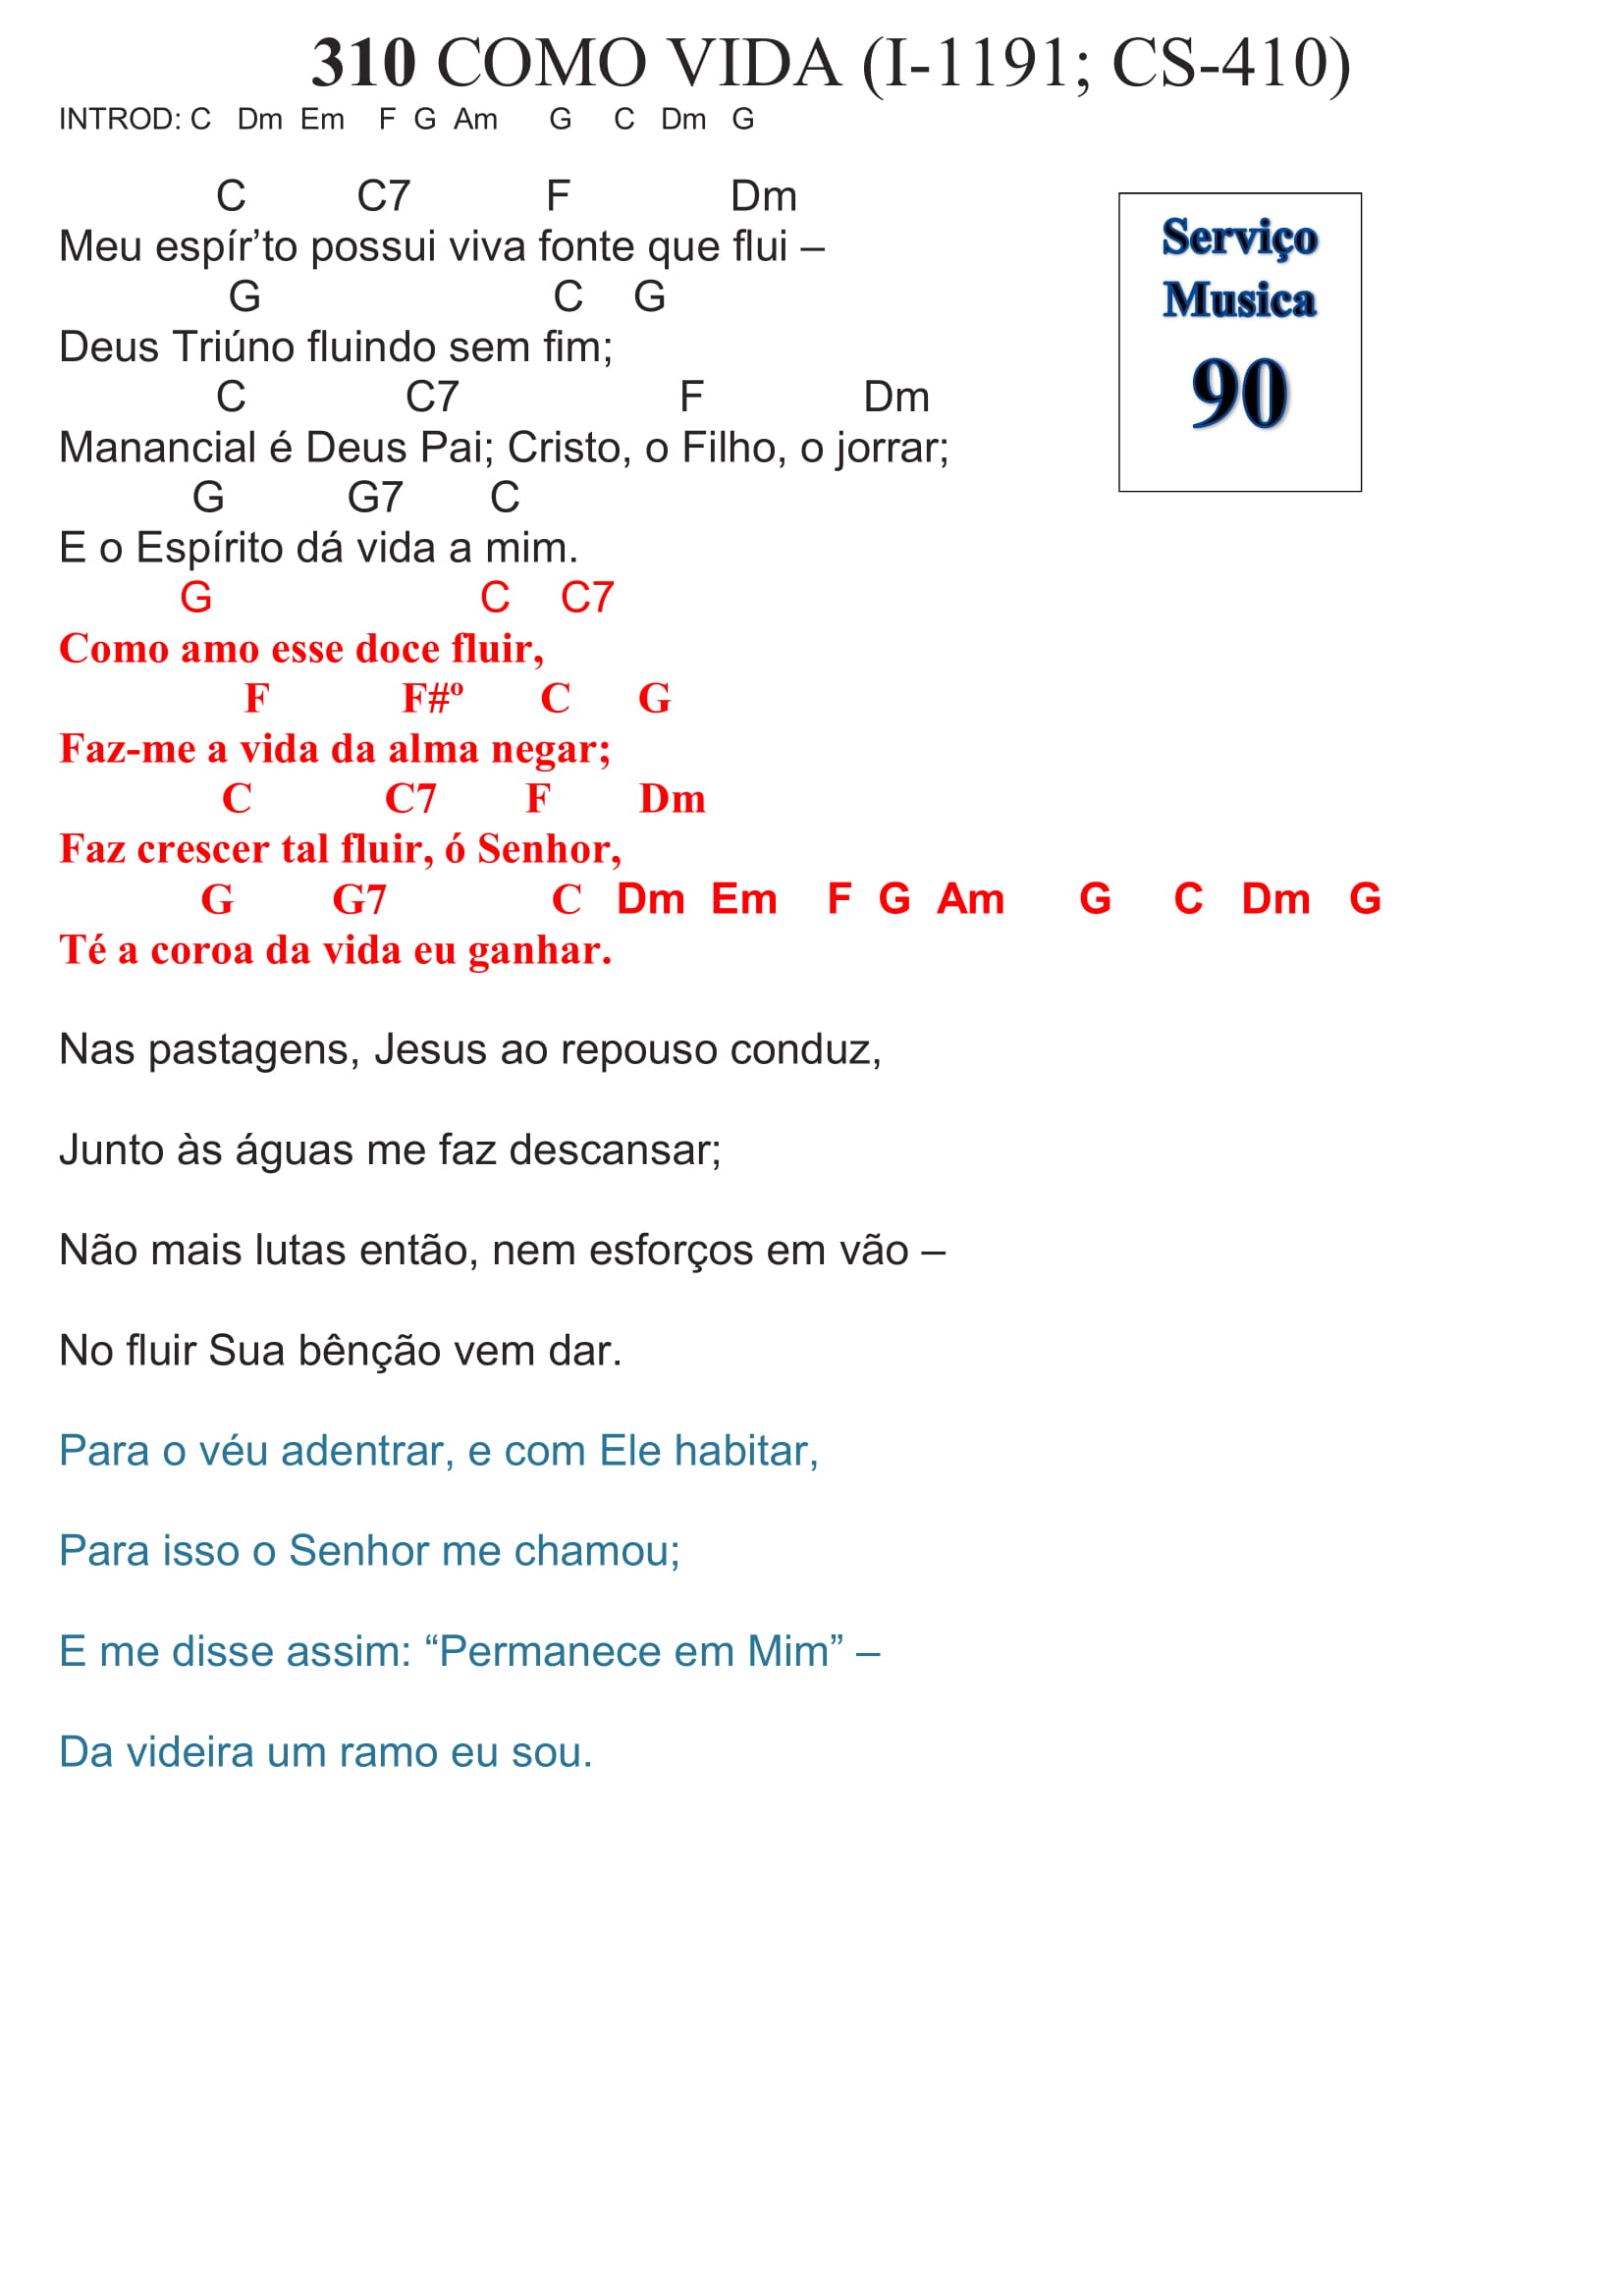 310 COMO VIDA (I-1191; CS-410)
INTROD: C Dm Em F G Am G C Dm G
C C7 F Dm
Meu espír’to possui viva fonte que flui –
G C G
Deus Triúno fluindo sem fim;
C C7 F Dm
Manancial é Deus Pai; Cristo, o Filho, o jorrar;
G G7 C
E o Espírito dá vida a mim.
G C C7
Como amo esse doce fluir,
F F#º C G
Faz-me a vida da alma negar;
C C7 F Dm
Faz crescer tal fluir, ó Senhor,
G G7 C Dm Em F G Am G C Dm G
Té a coroa da vida eu ganhar.
Nas pastagens, Jesus ao repouso conduz,
Junto às águas me faz descansar;
Não mais lutas então, nem esforços em vão –
No fluir Sua bênção vem dar.
Para o véu adentrar, e com Ele habitar,
Para isso o Senhor me chamou;
E me disse assim: “Permanece em Mim” –
Da videira um ramo eu sou.
Serviço
Musica
90